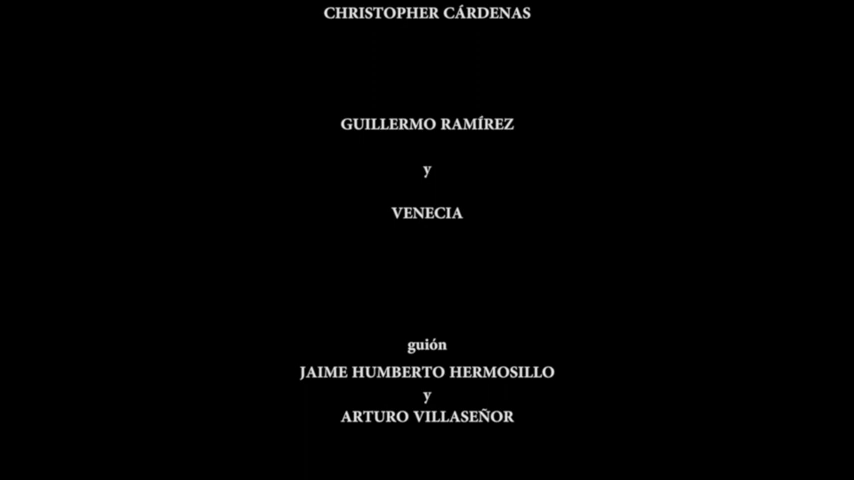 CHRISTOPHER CÁRDENAS
GUILLERMO RAMÍREZ
y
VENECIA
guión
JAIME HUMBERTO HERMOSILLO
y
ARTURO VILLASEÑOR